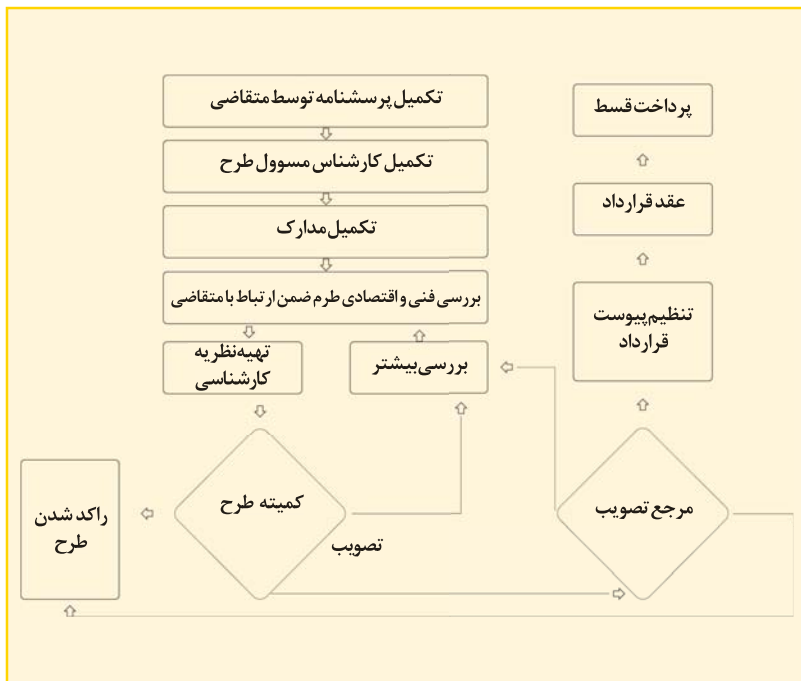 تکمیل پرسشنامه توسط متقاضی
تکمیل کارشناس مسوول طرح
تکمیل مدارک
بررسی فنی و اقتصادی طرم ضمن ارتباط با متقاضی
تهیه نظریه
کارشناسی
بررسی بیشتر
کمیته طرح
تصویب
راکد شدن
طرح
مرجع تصویب
تنظیم پیوست
قرارداد
عقد قرارداد
پرداخت قسط